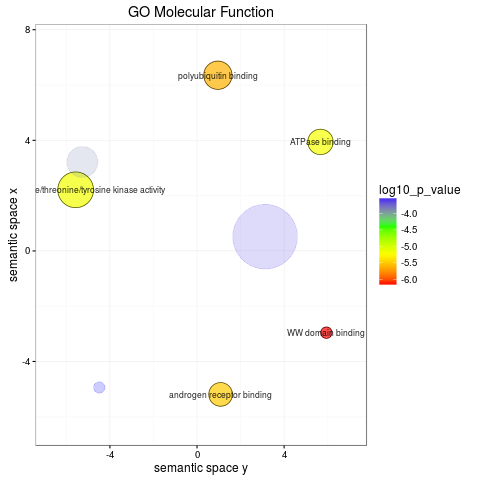 GO Molecular Function
8
polyubiquitin binding
4
ATPase binding
e/threonine/tyrosine kinase activity
semantic space x
0
WW domain binding
-4
androgen receptor binding
-4
0
4
semantic space y
log10_p_value
-4.0
-4.5
-5.0
-5.5
-6.0